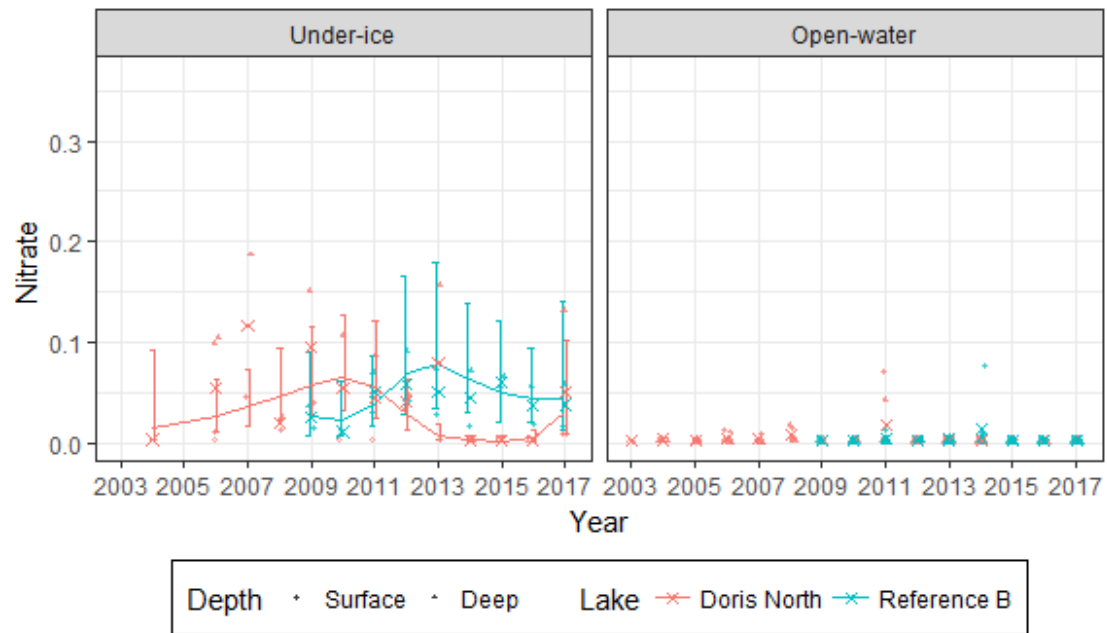 Under-ice Open-water
0.3
0.2
0.1
0.0
Nitrate
2003 2005 2007 2009 2011 2013 2015 2017 2003 2005 2007 2009 2011 2013 2015 2017
Year
Depth Surface Deep Lake Doris North Reference B